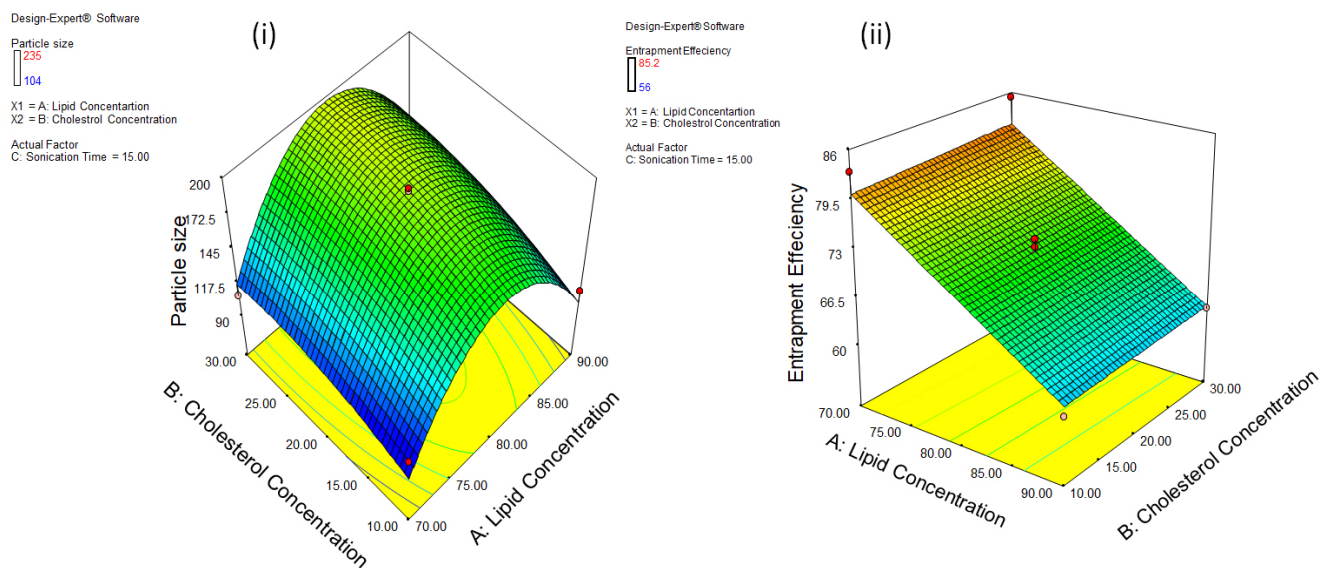 Design-Expert® Software
Particle size
235
104
X1 = A: Lipid Concentartion
X2 = B: Cholestrol Concentration
Actual Factor
C: Sonication Time = 15.00
(i)
200
172.5
145
117.5
90
Particle size
30.00
25.00
20.00
15.00
10.00
B: Cholesterol Concentration
70.00
75.00
80.00
85.00
90.00
A: Lipid Concentration
Design-Expert® Software
Entrapment Effeciency
85.2
56
X1 = A: Lipid Concentartion
X2 = B: Cholestrol Concentration
Actual Factor
C: Sonication Time = 15.00
(ii)
86
79.5
73
66.5
60
Entrapment Effeciency
70.00
75.00
80.00
85.00
90.00
A: Lipid Concentration
10.00
15.00
20.00
25.00
30.00
B: Cholesterol Concentration